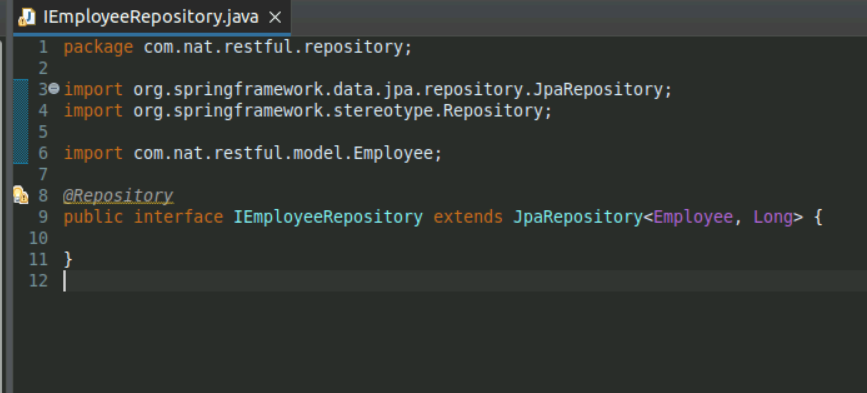 IEmployeeRepository.java ×
1 package com.nat.restful.repository;
2
3 import org.springframework.data.jpa.repository.JpaRepository;
4 import org.springframework.stereotype.Repository;
5
6 import com.nat.restful.model.Employee;
7
8 @Repository
9 public interface IEmployeeRepository extends JpaRepository<Employee, Long> {
10
11 }
12